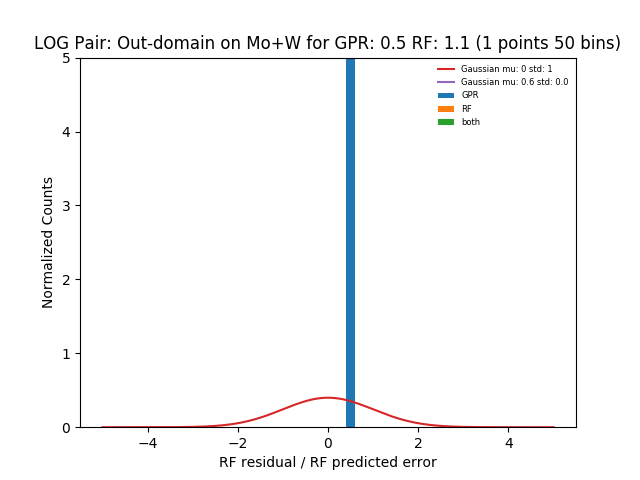 LOG Pair: Out-domain on Mo+W for GPR: 0.5 RF: 1.1 (1 points 50 bins)
Gaussian mu: 0 std: 1
Gaussian mu: 0.6 std: 0.0
GPR
RF
both
Normalized Counts
5
4
3
2
1
0
−4 −2 0 2 4
RF residual / RF predicted error